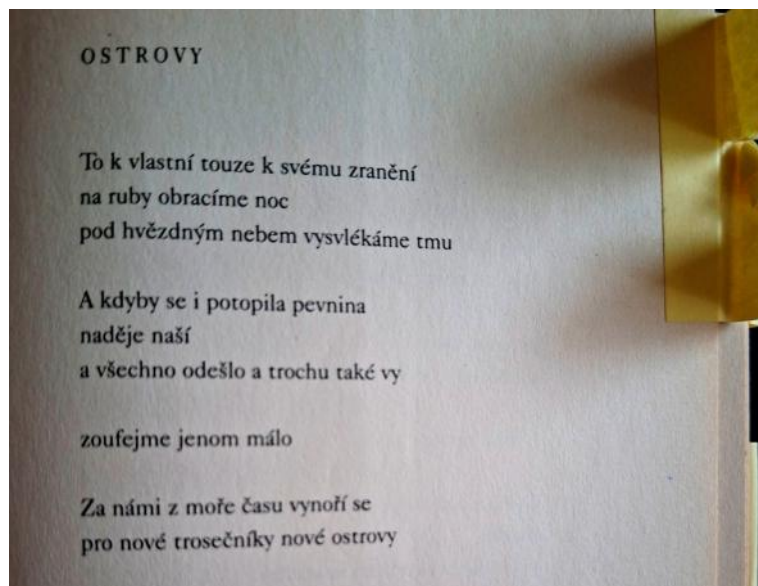 OSTROVY
To k vlastní touze k svému zranění
na ruby obracíme noc
pod hvězdným nebem vysvlékáme tmu
A kdyby se i potopila pevnina
naděje naší
a všechno odešlo a trochu také vy
zoufejme jenom málo
Za námi z moře času vynoří se
pro nové trosečníky nové ostrovy